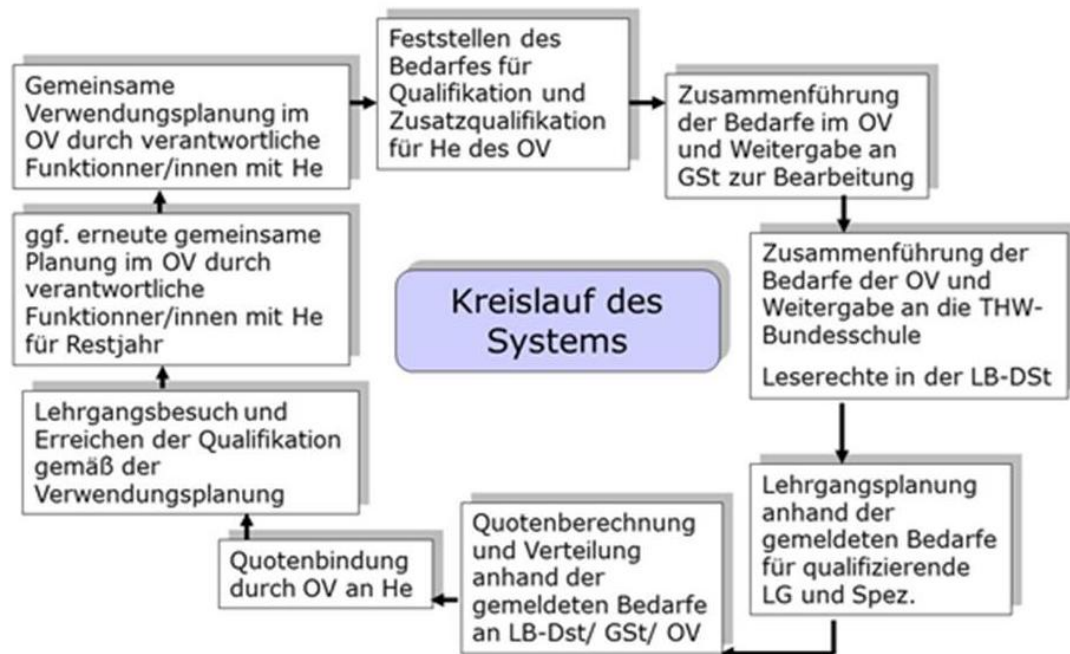 Gemeinsame
Verwendungsplanung im
OV durch verantwortliche
Funktionner/innen mit He
Feststellen des
Bedarfes für
Qualifikation und
Zusatzqualifikation
für He des OV
Zusammenführung
der Bedarfe im OV
und Weitergabe an
GSt zur Bearbeitung
Zusammenführung der
Bedarfe der OV und
Weitergabe an die THW-
Bundesschule
Leserechte in der LB-DSt
Lehrgangsplanung
anhand der
gemeldeten Bedarfe
für qualifizierende
LG und Spez.
Quotenberechnung
und Verteilung
anhand der
gemeldeten Bedarfe
an LB-Dst/ GSt/ OV
Quotenbindung
durch OV an He
Lehrgangsbesuch und
Erreichen der Qualifikation
gemäß der
Verwendungsplanung
ggf. erneute gemeinsame
Planung im OV durch
verantwortliche
Funktionner/innen mit He
für Restjahr
Kreislauf des
Systems